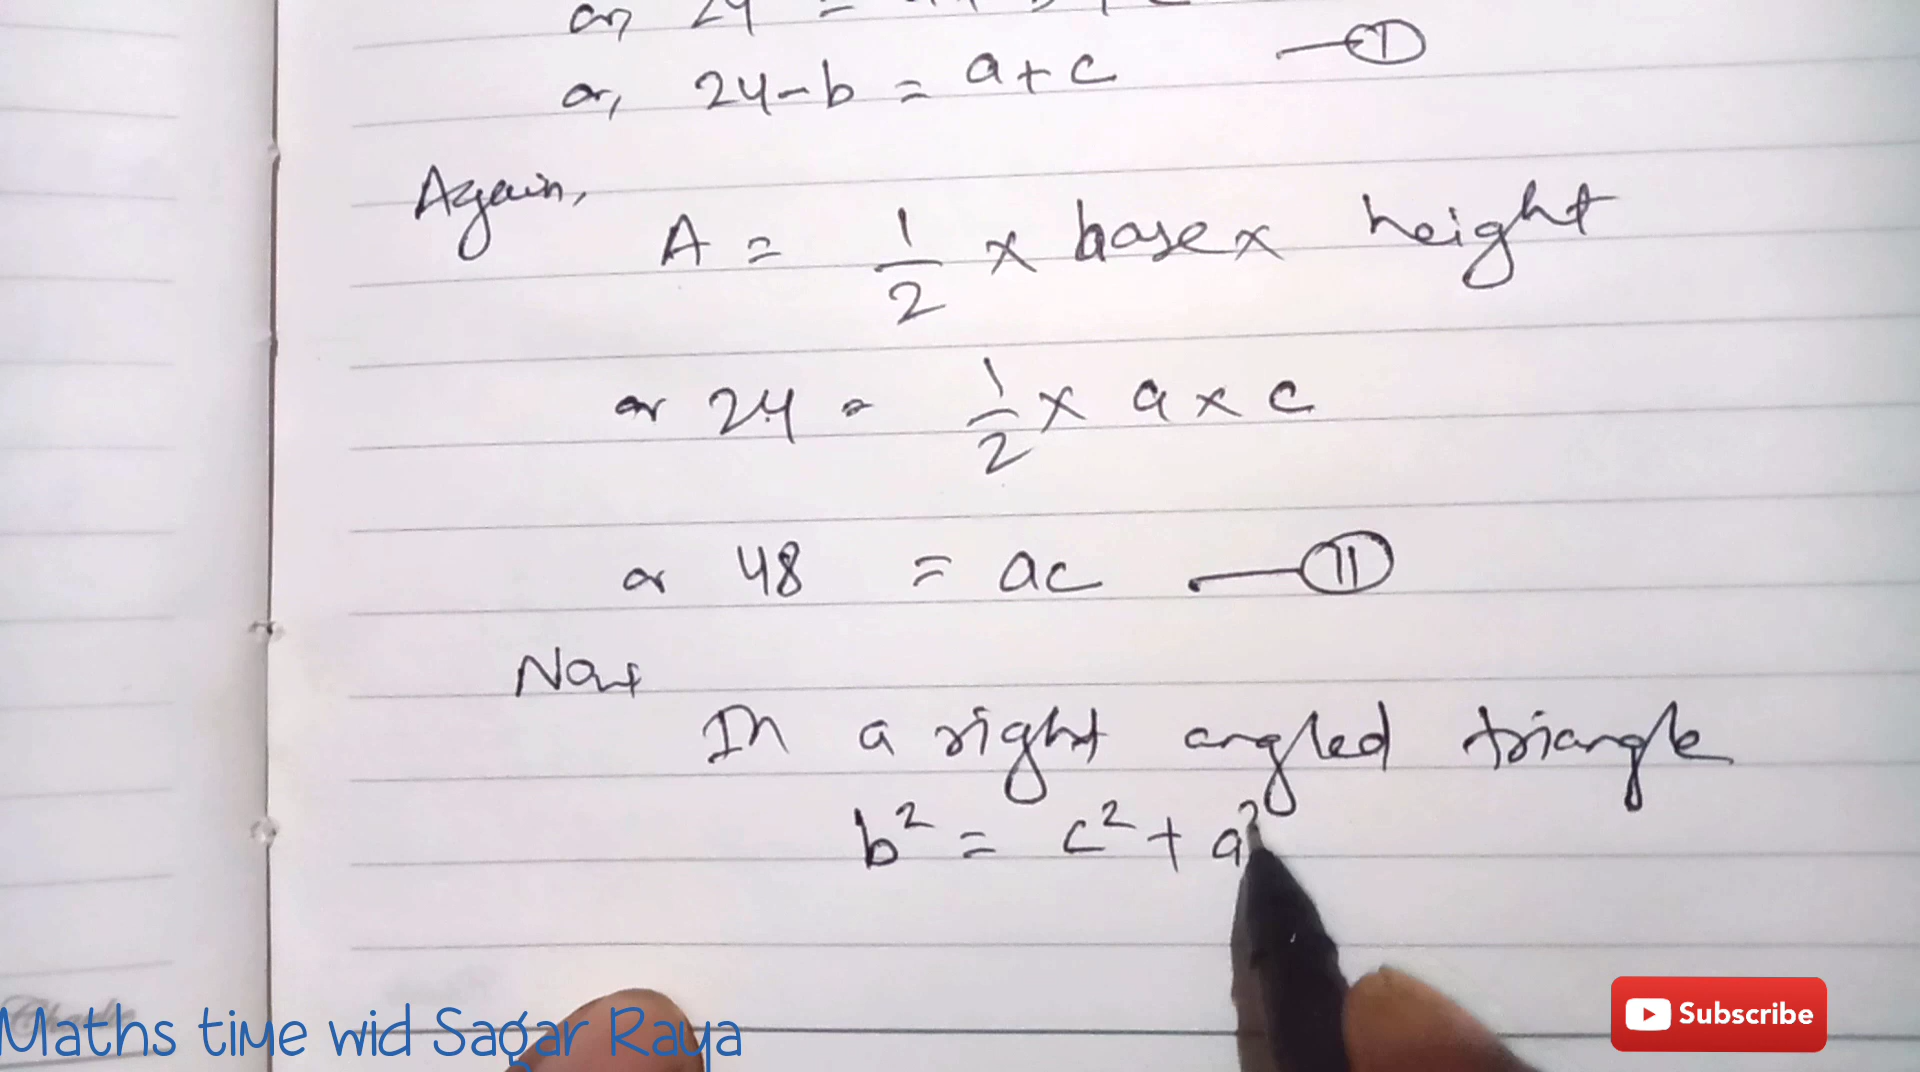 or, 24-b = a+c —(I)
Again,
A = 1/2 × base × height
or 24 = 1/2 × a × c
or 48 = ac —(II)
Now
In a right angled triangle
b² = c² + a²
Maths time wid Sagar Raya
Subscribe